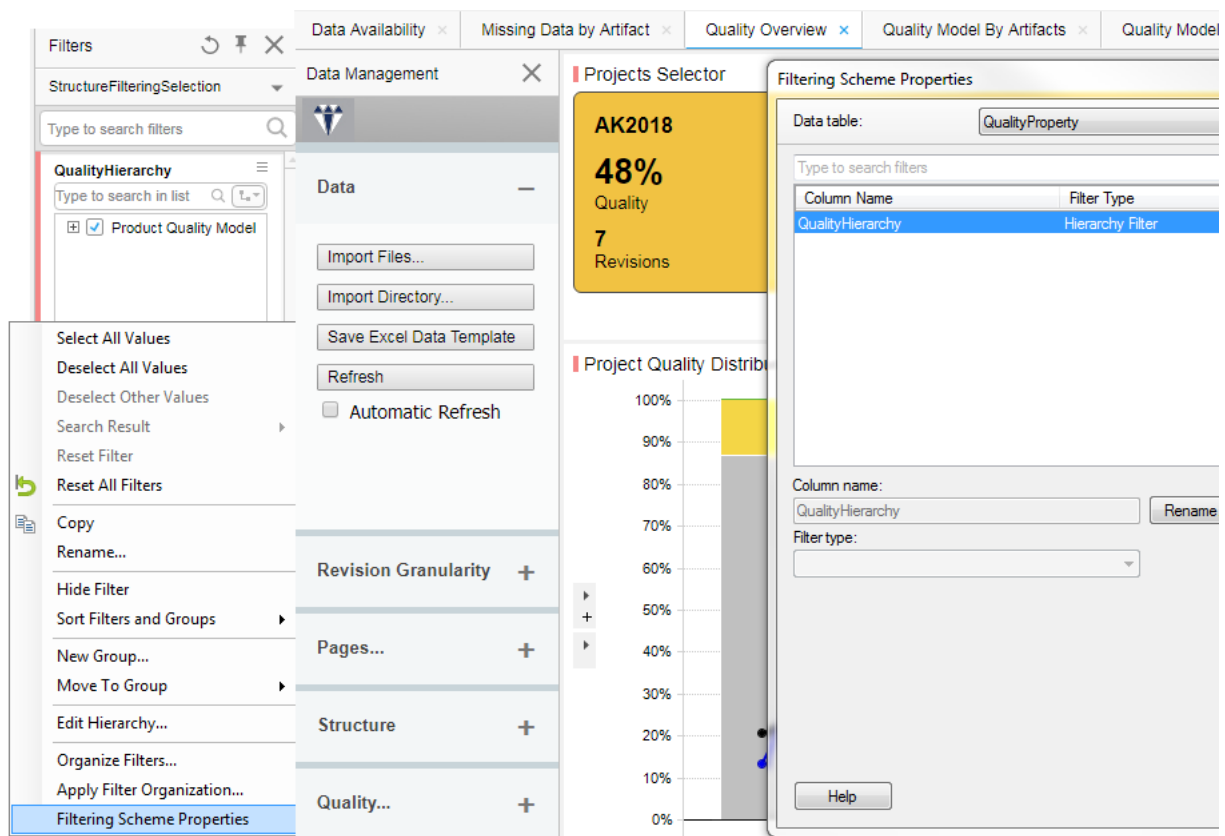 Data Availability
Missing Data by Artifact
Quality Overview
Quality Model By Artifacts
Quality Model
Filters
StructureFilteringSelection
Type to search filters
QualityHierarchy
Type to search in list
Product Quality Model
Select All Values
Deselect All Values
Deselect Other Values
Search Result
Reset Filter
Reset All Filters
Copy
Rename...
Hide Filter
Sort Filters and Groups
New Group...
Move To Group
Edit Hierarchy...
Organize Filters...
Apply Filter Organization...
Filtering Scheme Properties
Data Management
Data
Import Files...
Import Directory...
Save Excel Data Template
Refresh
Automatic Refresh
Revision Granularity
Pages...
Structure
Quality...
Projects Selector
AK2018
48%
Quality
7
Revisions
Project Quality Distribu
100%
90%
80%
70%
60%
50%
40%
30%
20%
10%
0%
Filtering Scheme Properties
Data table:
QualityProperty
Type to search filters
Column Name Filter Type
QualityHierarchy Hierarchy Filter
Column name:
QualityHierarchy
Rename
Filter type:
Help